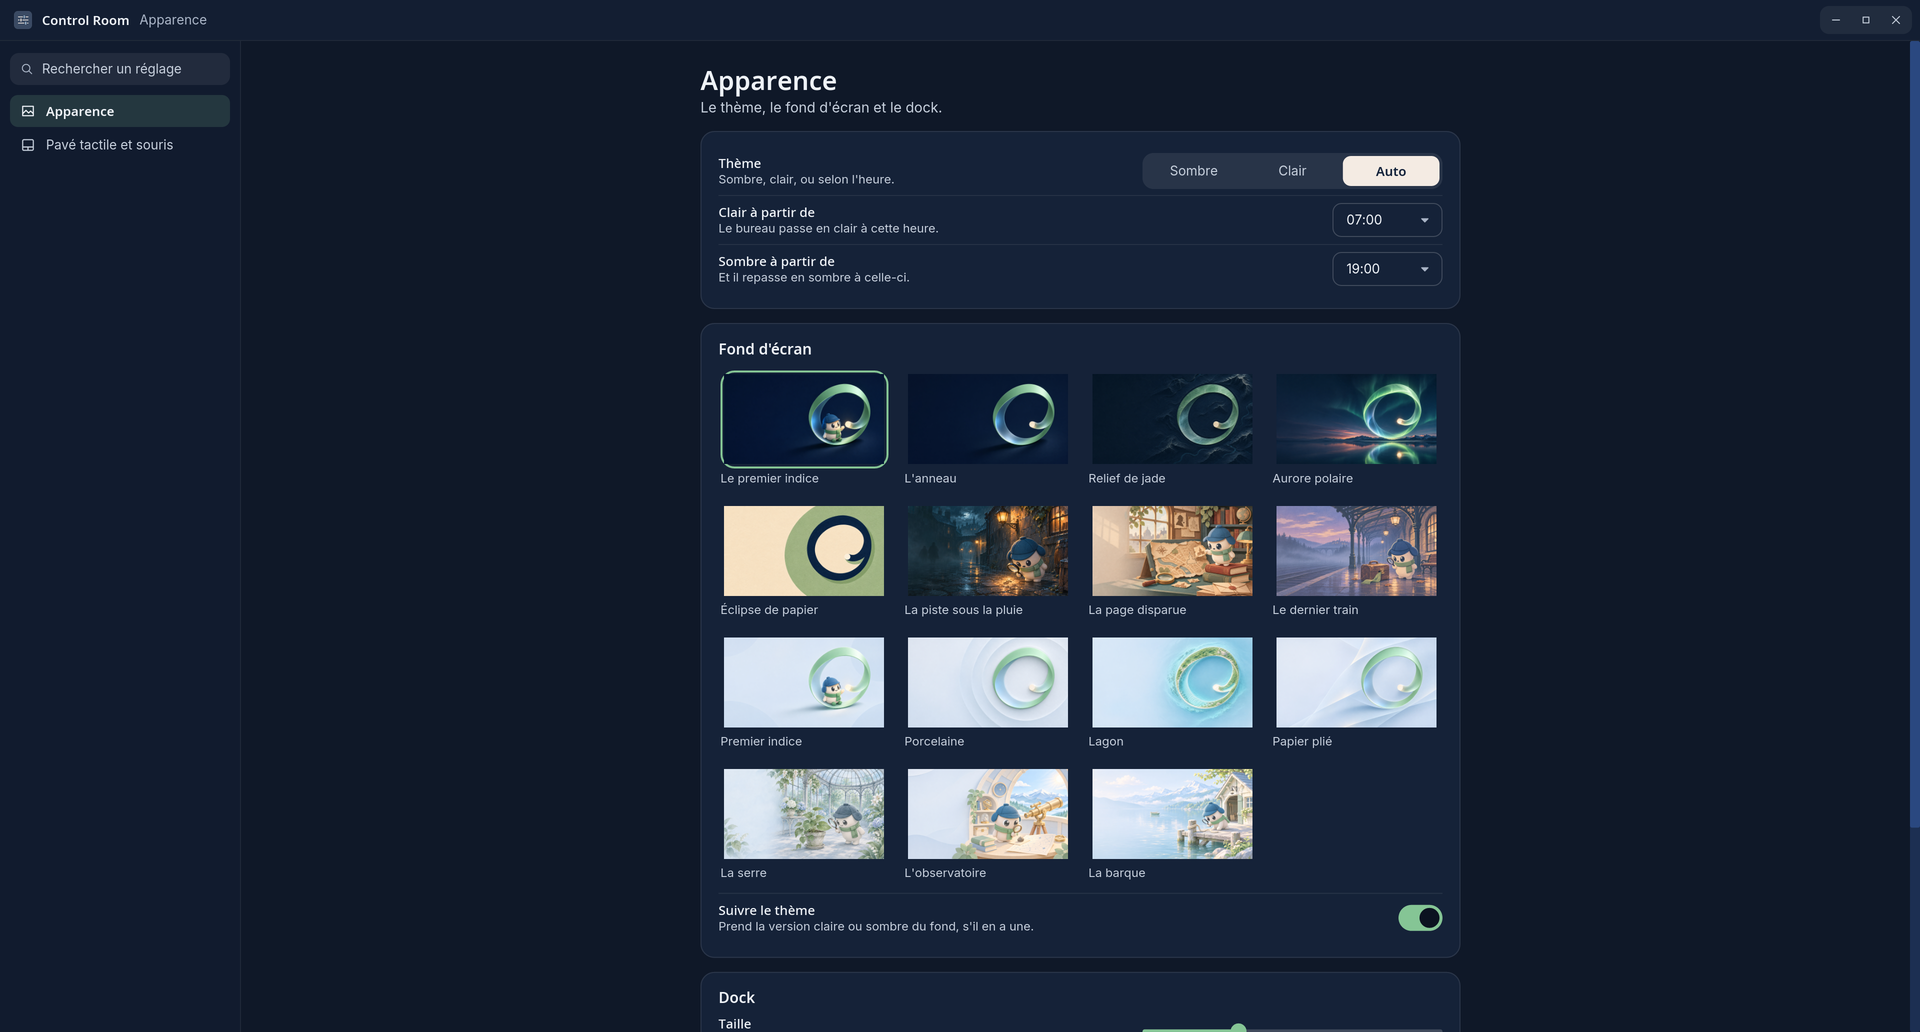 Control Room Apparence
Rechercher un réglage
Apparence
Pavé tactile et souris
Apparence
Le thème, le fond d'écran et le dock.
Thème
Sombre, clair, ou selon l'heure.
Sombre Clair Auto
Clair à partir de
Le bureau passe en clair à cette heure.
07:00
Sombre à partir de
Et il repasse en sombre à celle-ci.
19:00
Fond d'écran
Le premier indice L'anneau Relief de jade Aurore polaire
Éclipse de papier La piste sous la pluie La page disparue Le dernier train
Premier indice Porcelaine Lagon Papier plié
La serre L'observatoire La barque
Suivre le thème
Prend la version claire ou sombre du fond, s'il en a une.
Dock
Taille